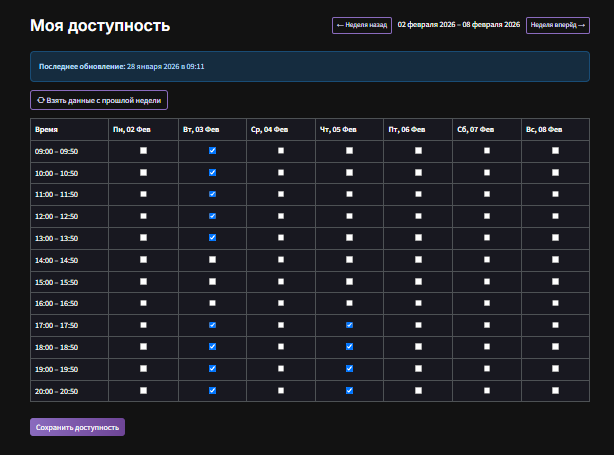 Моя доступность
← Неделя назад 02 февраля 2026 – 08 февраля 2026 Неделя вперёд →
Последнее обновление: 28 января 2026 в 09:11
Взять данные с прошлой недели
Время Пн, 02 Фев Вт, 03 Фев Ср, 04 Фев Чт, 05 Фев Пт, 06 Фев Сб, 07 Фев Вс, 08 Фев
09:00 – 09:50
10:00 – 10:50
11:00 – 11:50
12:00 – 12:50
13:00 – 13:50
14:00 – 14:50
15:00 – 15:50
16:00 – 16:50
17:00 – 17:50
18:00 – 18:50
19:00 – 19:50
20:00 – 20:50
Сохранить доступность